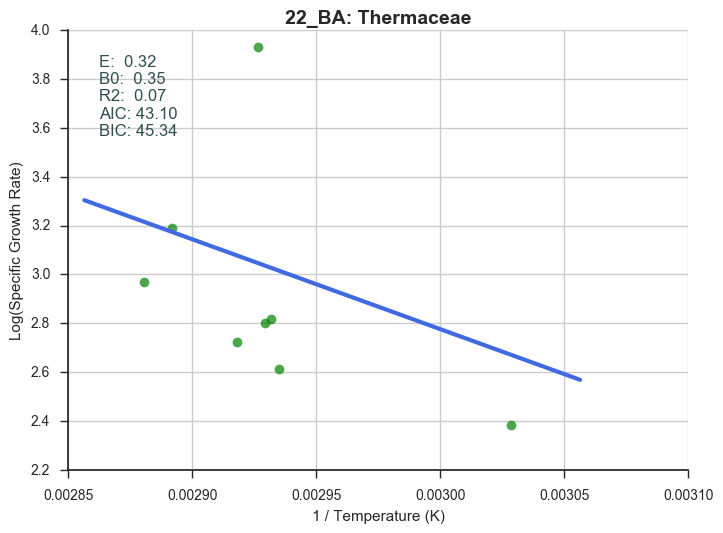 22_BA: Thermaceae
E:  0.32
B0:  0.35
R2:  0.07
AIC: 43.10
BIC: 45.34
Log(Specific Growth Rate)
4.0
3.8
3.6
3.4
3.2
3.0
2.8
2.6
2.4
2.2
0.00285 0.00290 0.00295 0.00300 0.00305 0.00310
1 / Temperature (K)